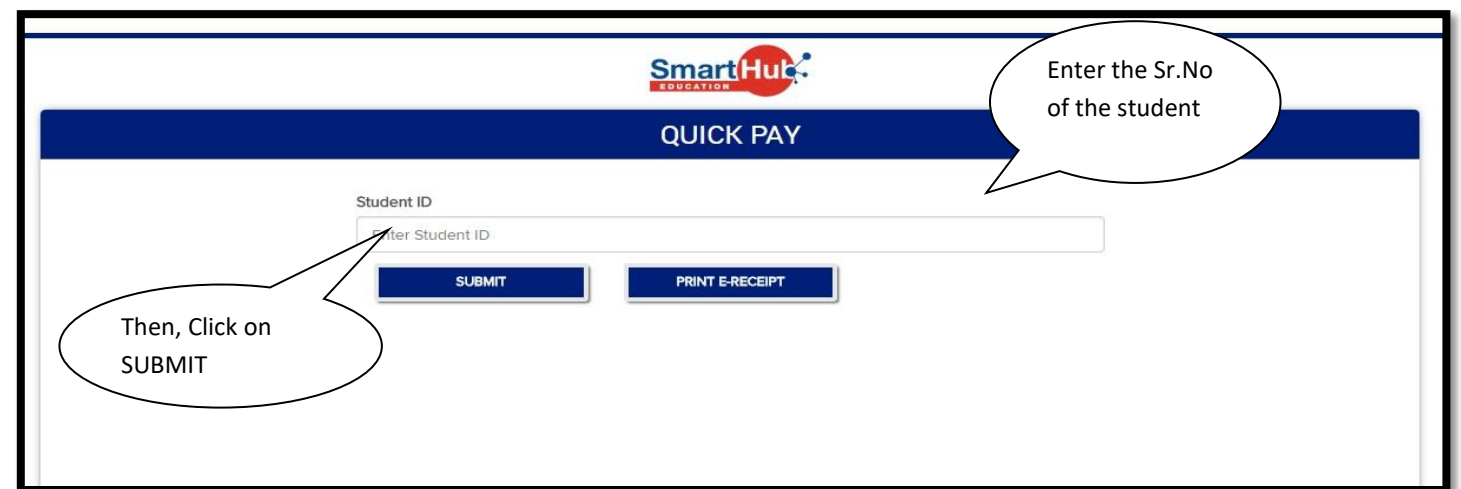 SmartHub
EDUCATION
Enter the Sr.No
of the student
QUICK PAY
Student ID
Enter Student ID
SUBMIT
PRINT E-RECEIPT
Then, Click on
SUBMIT